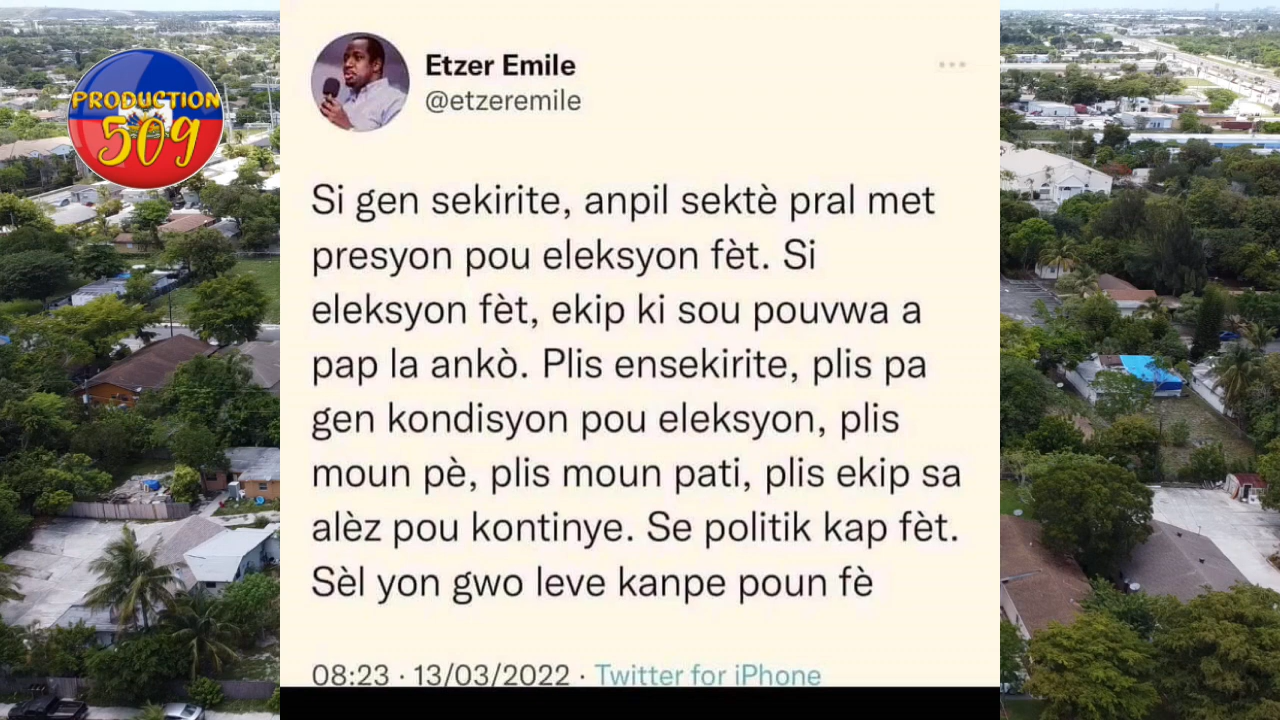 PRODUCTION
509
Etzer Emile
@etzeremile
Si gen sekirite, anpil sektè pral met
presyon pou eleksyon fèt. Si
eleksyon fèt, ekip ki sou pouvwa a
pap la ankò. Plis ensekirite, plis pa
gen kondisyon pou eleksyon, plis
moun pè, plis moun pati, plis ekip sa
alèz pou kontinye. Se politik kap fèt.
Sèl yon gwo leve kanpe poun fè
08:23 · 13/03/2022 · Twitter for iPhone